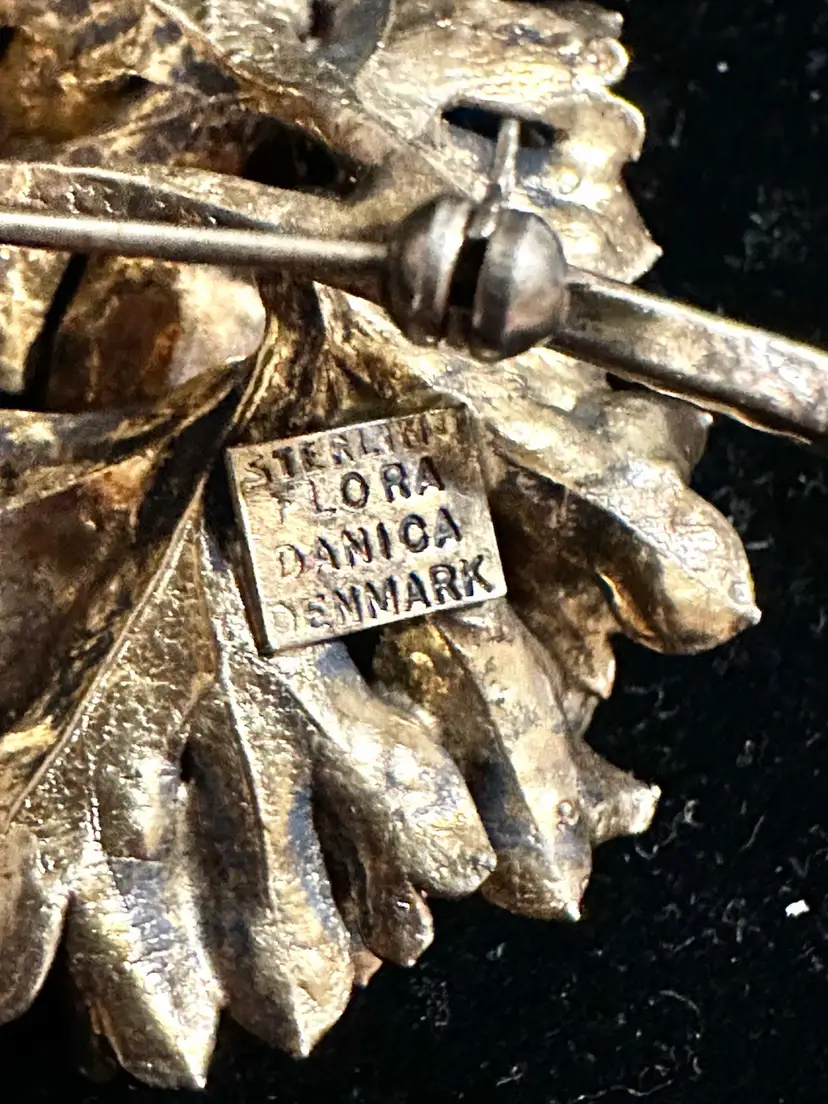 STERLING
FLORA
DANICA
DENMARK